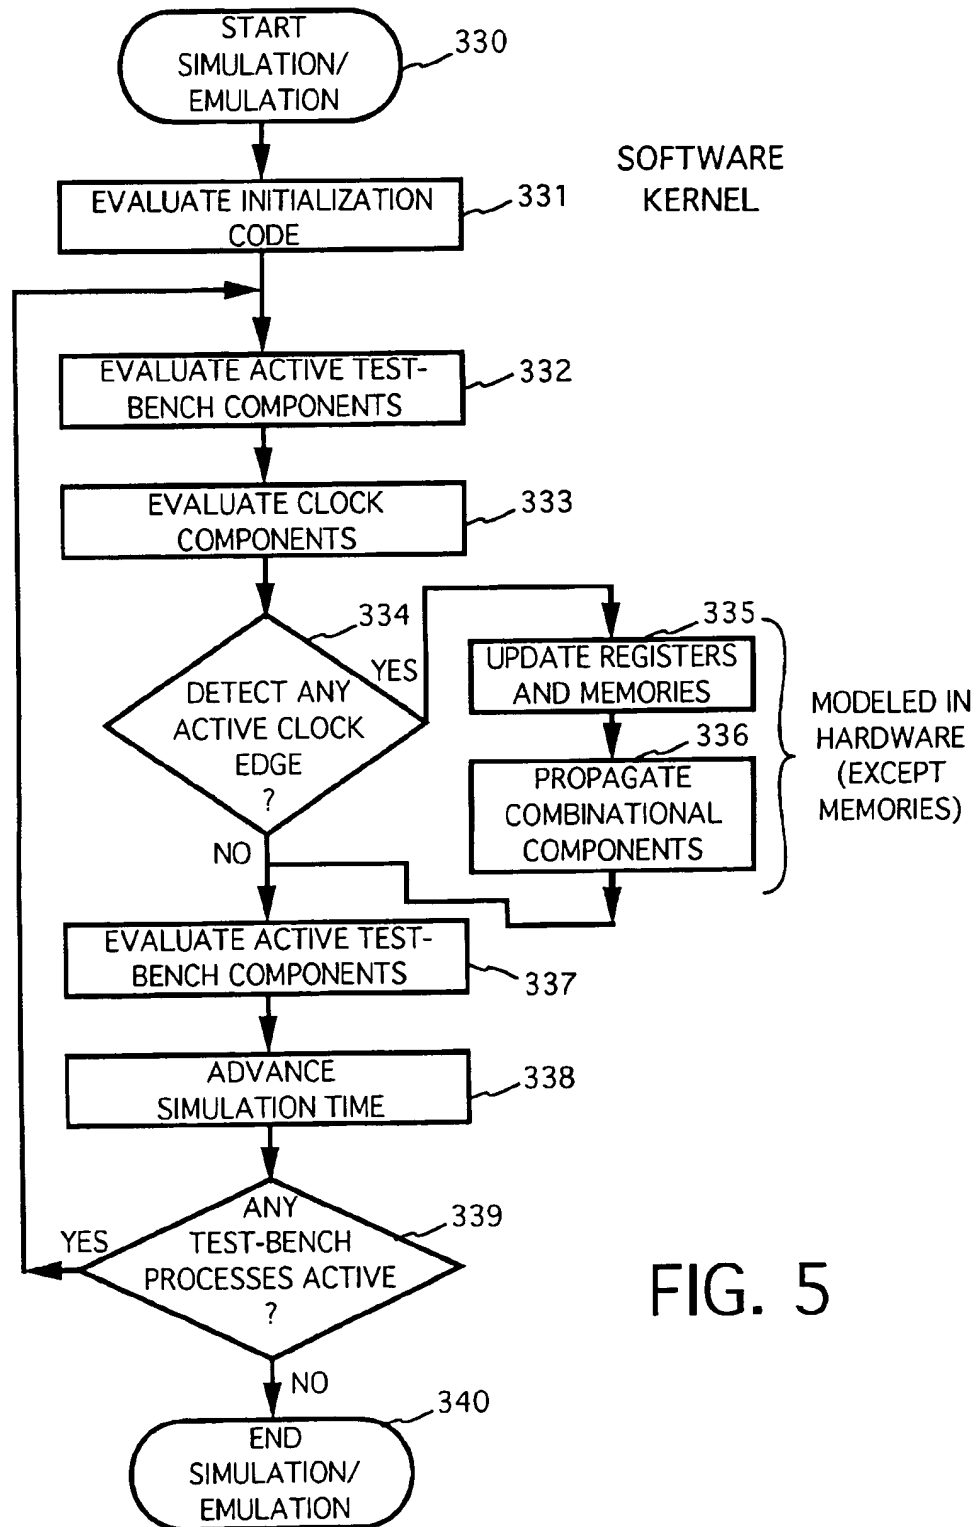 START
SIMULATION/
EMULATION
330
SOFTWARE
KERNEL
EVALUATE INITIALIZATION
CODE
331
EVALUATE ACTIVE TEST-
BENCH COMPONENTS
332
EVALUATE CLOCK
COMPONENTS
333
334
DETECT ANY
ACTIVE CLOCK
EDGE
?
YES
NO
335
UPDATE REGISTERS
AND MEMORIES
336
PROPAGATE
COMBINATIONAL
COMPONENTS
MODELED IN
HARDWARE
(EXCEPT
MEMORIES)
EVALUATE ACTIVE TEST-
BENCH COMPONENTS
337
ADVANCE
SIMULATION TIME
338
ANY
TEST-BENCH
PROCESSES ACTIVE
?
339
YES
NO
FIG. 5
340
END
SIMULATION/
EMULATION